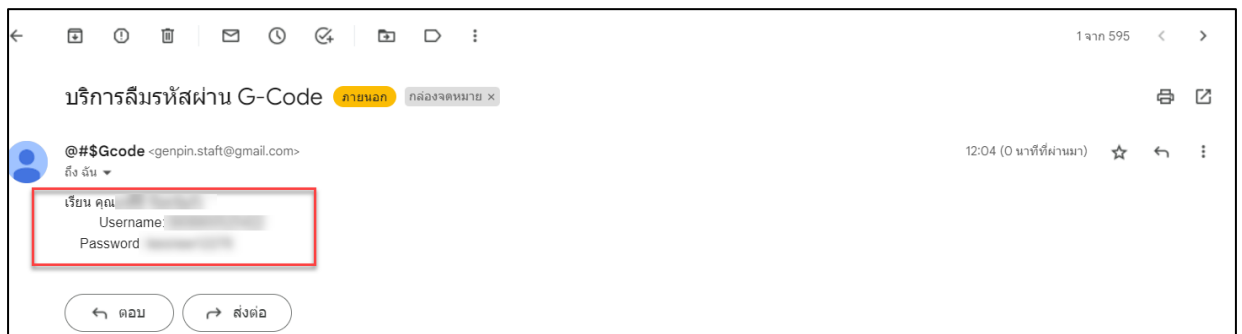 1 จาก 595
บริการลืมรหัสผ่าน G-Code ภายนอก กล่องจดหมาย ×
@#$Gcode <genpin.staft@gmail.com> 12:04 (0 นาทีที่ผ่านมา)
ถึง ฉัน
เรียน คุณ
Username:
Password
ตอบ ส่งต่อ